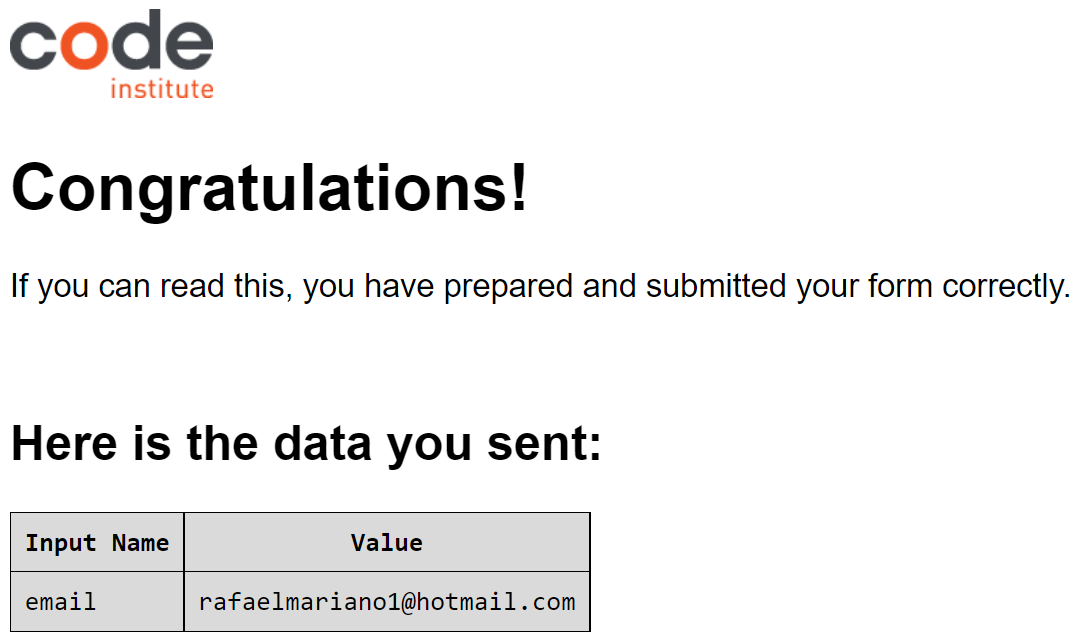 code
institute
Congratulations!
If you can read this, you have prepared and submitted your form correctly.
Here is the data you sent:
Input Name Value
email rafaelmariano1@hotmail.com